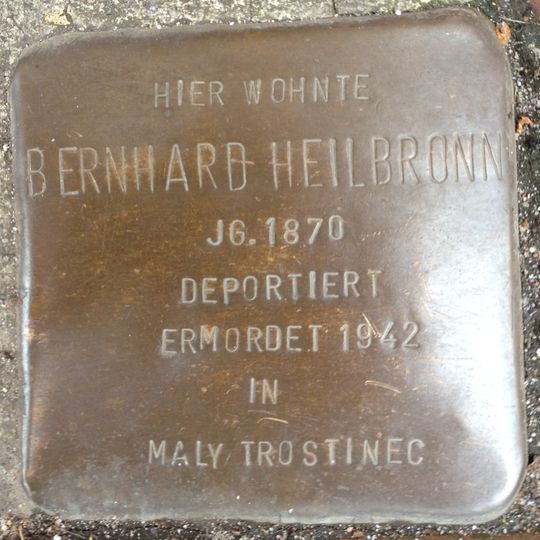 HIER WOHNTE
BERNHARD HEILBRONN
JG. 1870
DEPORTIERT
ERMORDET 1942
IN
MALY TROSTINEC